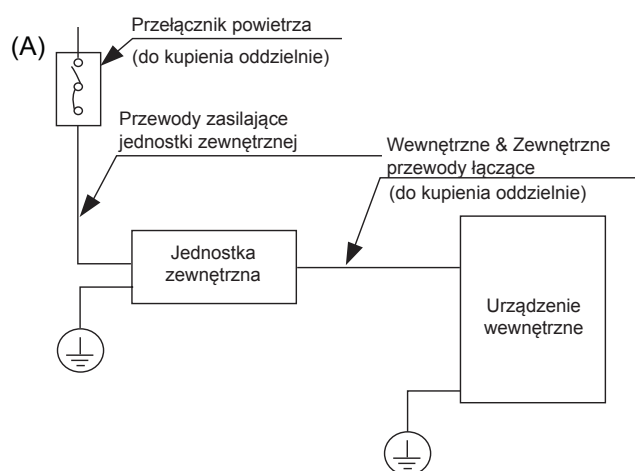 (A)
Przełącznik powietrza
(do kupienia oddzielnie)
Przewody zasilające
jednostki zewnętrznej
Wewnętrzne & Zewnętrzne
przewody łączące
(do kupienia oddzielnie)
Jednostka
zewnętrzna
Urządzenie
wewnętrzne